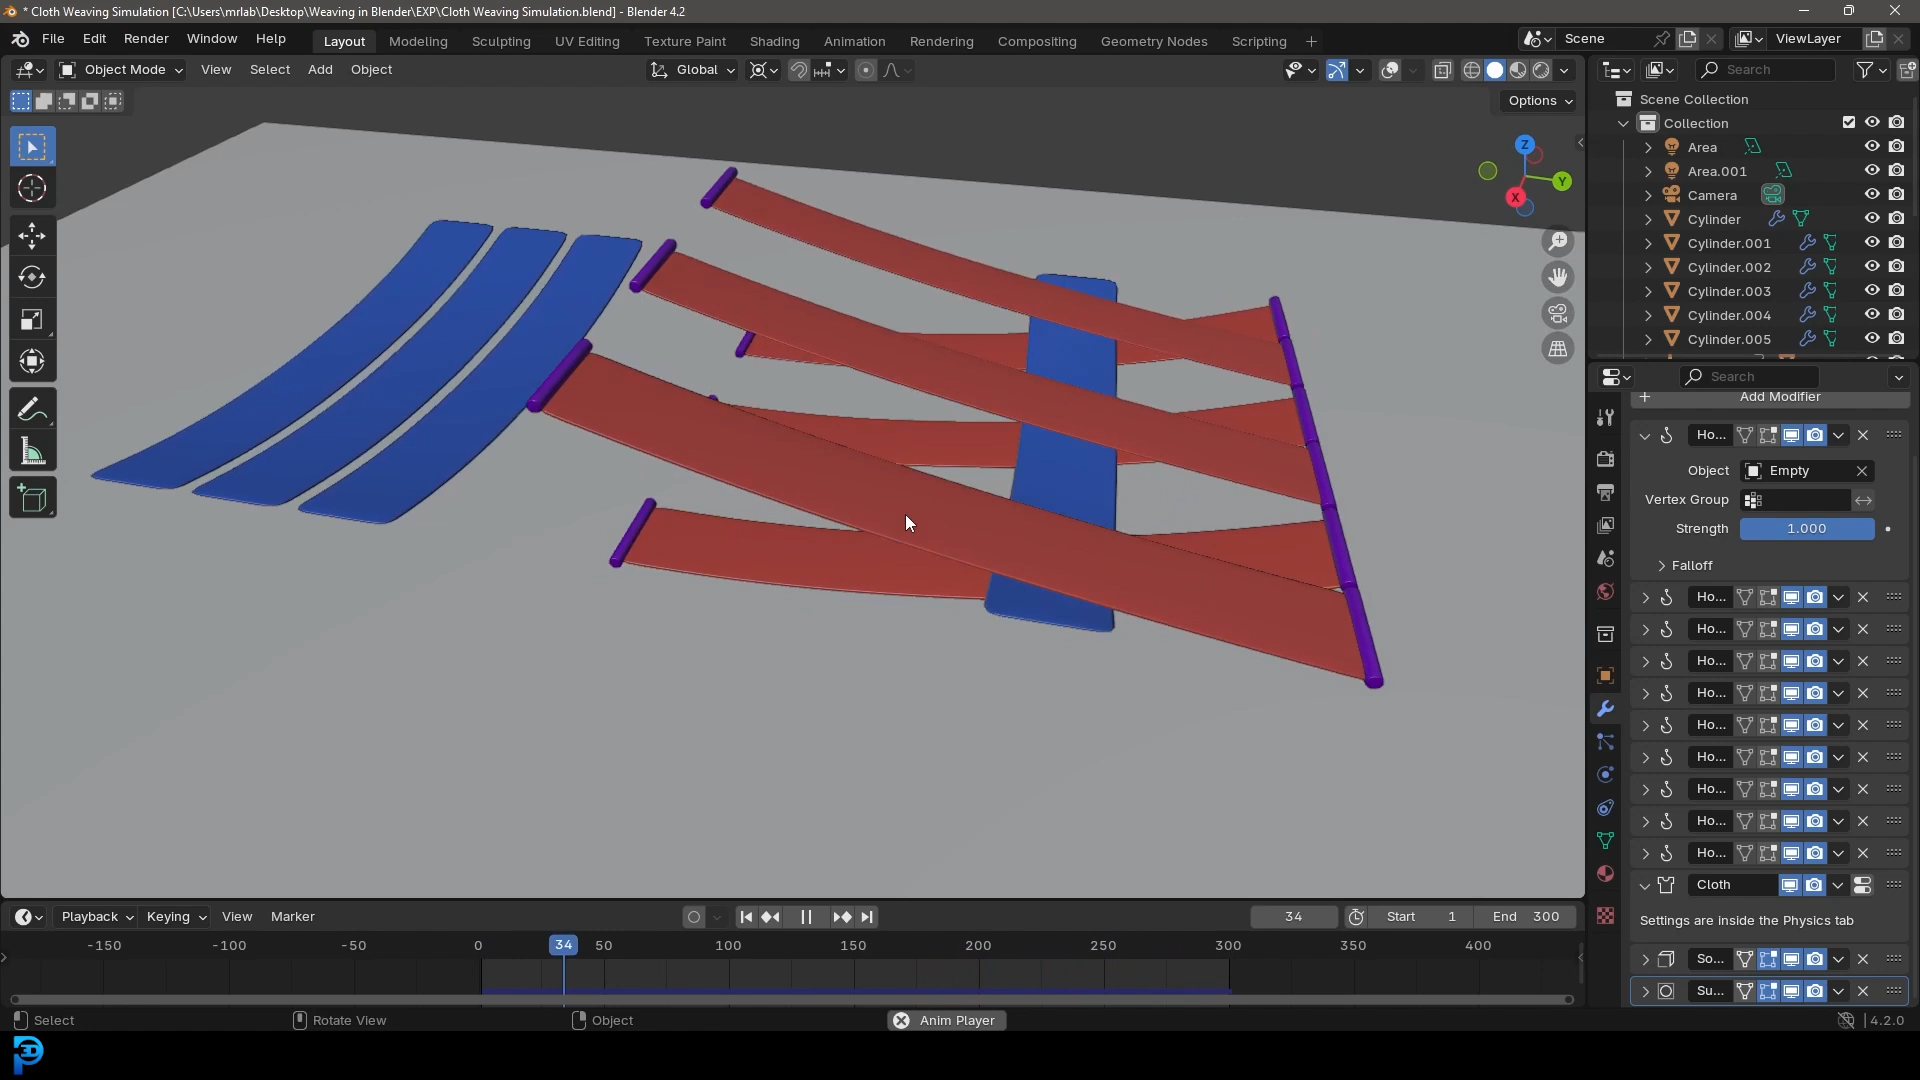 * Cloth Weaving Simulation [C:\Users\mrlab\Desktop\Weaving in Blender\EXP\Cloth Weaving Simulation.blend] - Blender 4.2
File Edit Render Window Help Layout Modeling Sculpting UV Editing Texture Paint Shading Animation Rendering Compositing Geometry Nodes Scripting + Scene ViewLayer
Object Mode View Select Add Object Global Search
Options
Z
Y
X
Scene Collection
Collection
Area
Area.001
Camera
Cylinder
Cylinder.001
Cylinder.002
Cylinder.003
Cylinder.004
Cylinder.005
Search
Add Modifier
Ho...
Object Empty
Vertex Group
Strength 1.000
Falloff
Ho...
Ho...
Ho...
Ho...
Ho...
Ho...
Ho...
Ho...
Ho...
Cloth
Settings are inside the Physics tab
So...
Su...
Playback Keying View Marker 34 Start 1 End 300
-150 -100 -50 0 34 50 100 150 200 250 300 350 400
Select Rotate View Object Anim Player 4.2.0
3D